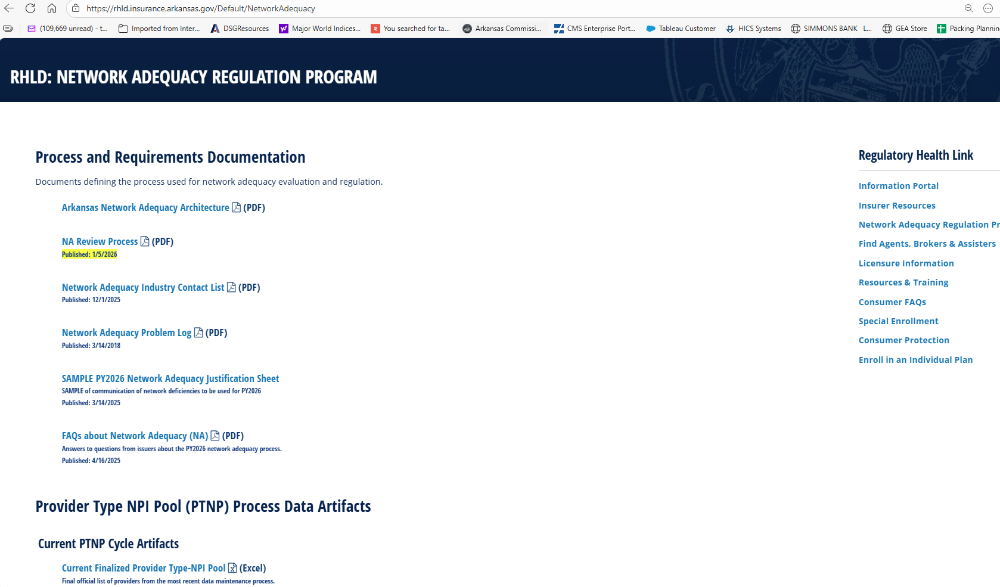 https://rhld.insurance.arkansas.gov/Default/NetworkAdequacy
(109,669 unread) - t...
Imported from Inter...
DSGResources
Major World Indices...
You searched for ta...
Arkansas Commissi...
CMS Enterprise Port...
Tableau Customer
HICS Systems
SIMMONS BANK L...
GEA Store
Packing Plannin
RHLD: NETWORK ADEQUACY REGULATION PROGRAM
Process and Requirements Documentation
Documents defining the process used for network adequacy evaluation and regulation.
Arkansas Network Adequacy Architecture (PDF)
NA Review Process (PDF)
Published: 1/5/2026
Network Adequacy Industry Contact List (PDF)
Published: 12/1/2025
Network Adequacy Problem Log (PDF)
Published: 3/14/2018
SAMPLE PY2026 Network Adequacy Justification Sheet
SAMPLE of communication of network deficiencies to be used for PY2026
Published: 3/14/2025
FAQs about Network Adequacy (NA) (PDF)
Answers to questions from issuers about the PY2026 network adequacy process.
Published: 4/16/2025
Provider Type NPI Pool (PTNP) Process Data Artifacts
Current PTNP Cycle Artifacts
Current Finalized Provider Type-NPI Pool (Excel)
Final official list of providers from the most recent data maintenance process.
Regulatory Health Link
Information Portal
Insurer Resources
Network Adequacy Regulation Pr
Find Agents, Brokers & Assisters
Licensure Information
Resources & Training
Consumer FAQs
Special Enrollment
Consumer Protection
Enroll in an Individual Plan